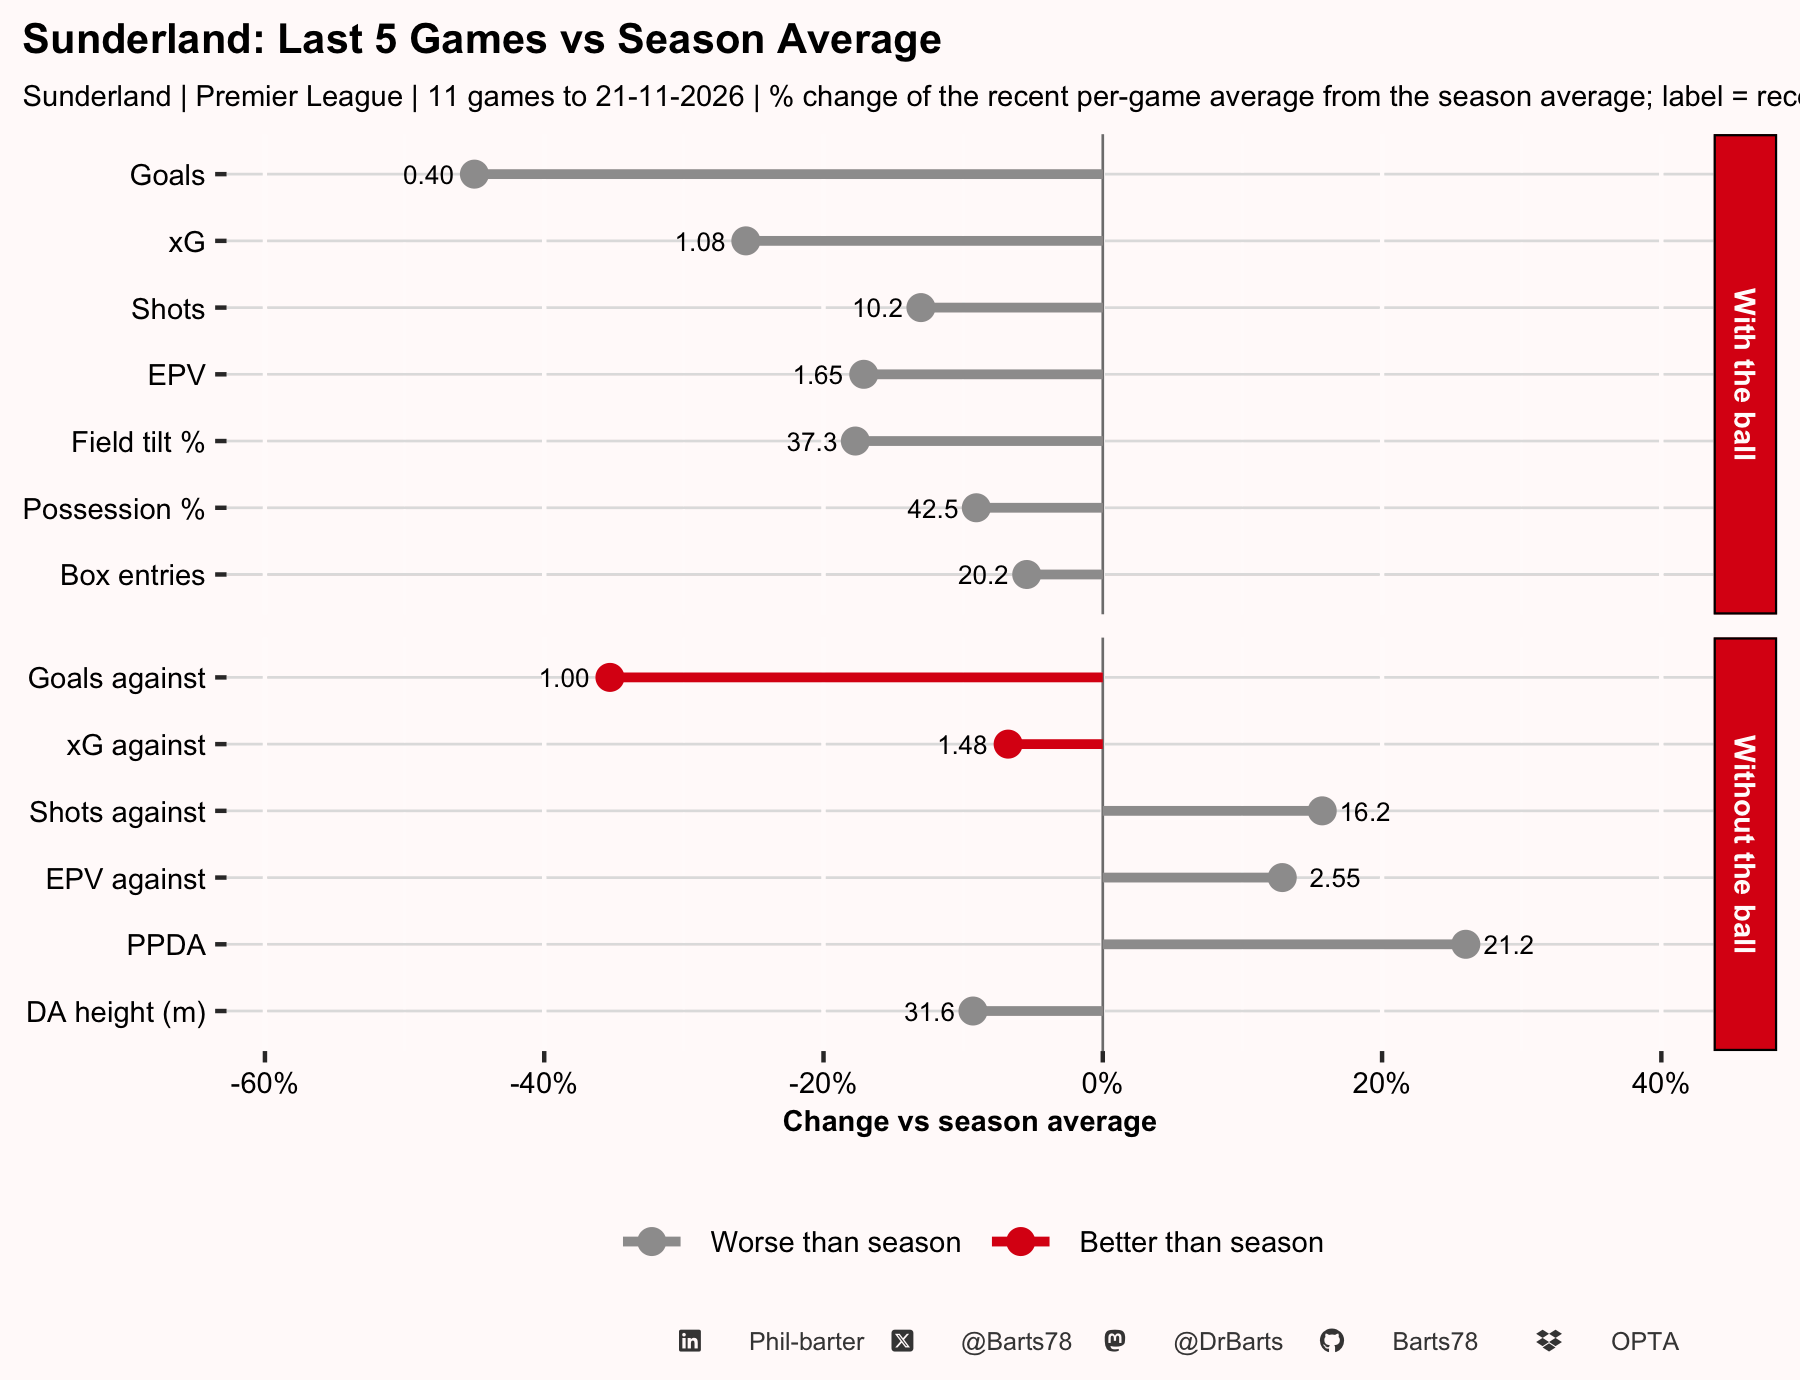 Sunderland: Last 5 Games vs Season Average
Sunderland | Premier League | 11 games to 21-11-2026 | % change of the recent per-game average from the season average; label = rec
Goals
0.40
xG
1.08
Shots
10.2
EPV
1.65
Field tilt %
37.3
Possession %
42.5
Box entries
20.2
With the ball
Goals against
1.00
xG against
1.48
Shots against
16.2
EPV against
2.55
PPDA
21.2
DA height (m)
31.6
Without the ball
-60% -40% -20% 0% 20% 40%
Change vs season average
Worse than season Better than season
Phil-barter @Barts78 @DrBarts Barts78 OPTA